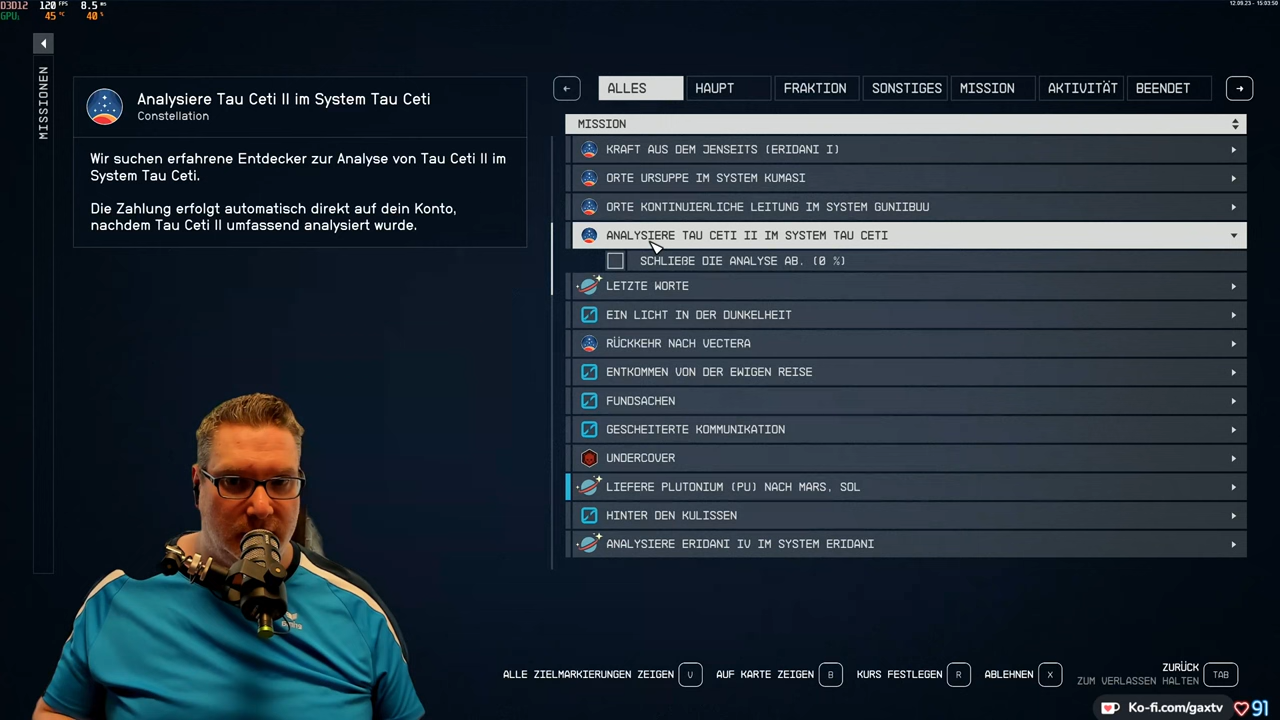 D3D12 120 FPS 8.5 ms
GPU 45 °C 40 %
12.09.23 - 15:03:50
MISSIONEN
Analysiere Tau Ceti II im System Tau Ceti
Constellation
Wir suchen erfahrene Entdecker zur Analyse von Tau Ceti II im
System Tau Ceti.
Die Zahlung erfolgt automatisch direkt auf dein Konto,
nachdem Tau Ceti II umfassend analysiert wurde.
ALLES HAUPT FRAKTION SONSTIGES MISSION AKTIVITÄT BEENDET
MISSION
KRAFT AUS DEM JENSEITS (ERIDANI I)
ORTE URSUPPE IM SYSTEM KUMASI
ORTE KONTINUIERLICHE LEITUNG IM SYSTEM GUNIIBUU
ANALYSIERE TAU CETI II IM SYSTEM TAU CETI
SCHLIEẞE DIE ANALYSE AB. (0 %)
LETZTE WORTE
EIN LICHT IN DER DUNKELHEIT
RÜCKKEHR NACH VECTERA
ENTKOMMEN VON DER EWIGEN REISE
FUNDSACHEN
GESCHEITERTE KOMMUNIKATION
UNDERCOVER
LIEFERE PLUTONIUM (PU) NACH MARS, SOL
HINTER DEN KULISSEN
ANALYSIERE ERIDANI IV IM SYSTEM ERIDANI
ALLE ZIELMARKIERUNGEN ZEIGEN V AUF KARTE ZEIGEN B KURS FESTLEGEN R ABLEHNEN X
ZURÜCK
ZUM VERLASSEN HALTEN TAB
Ko-fi.com/gaxtv 91